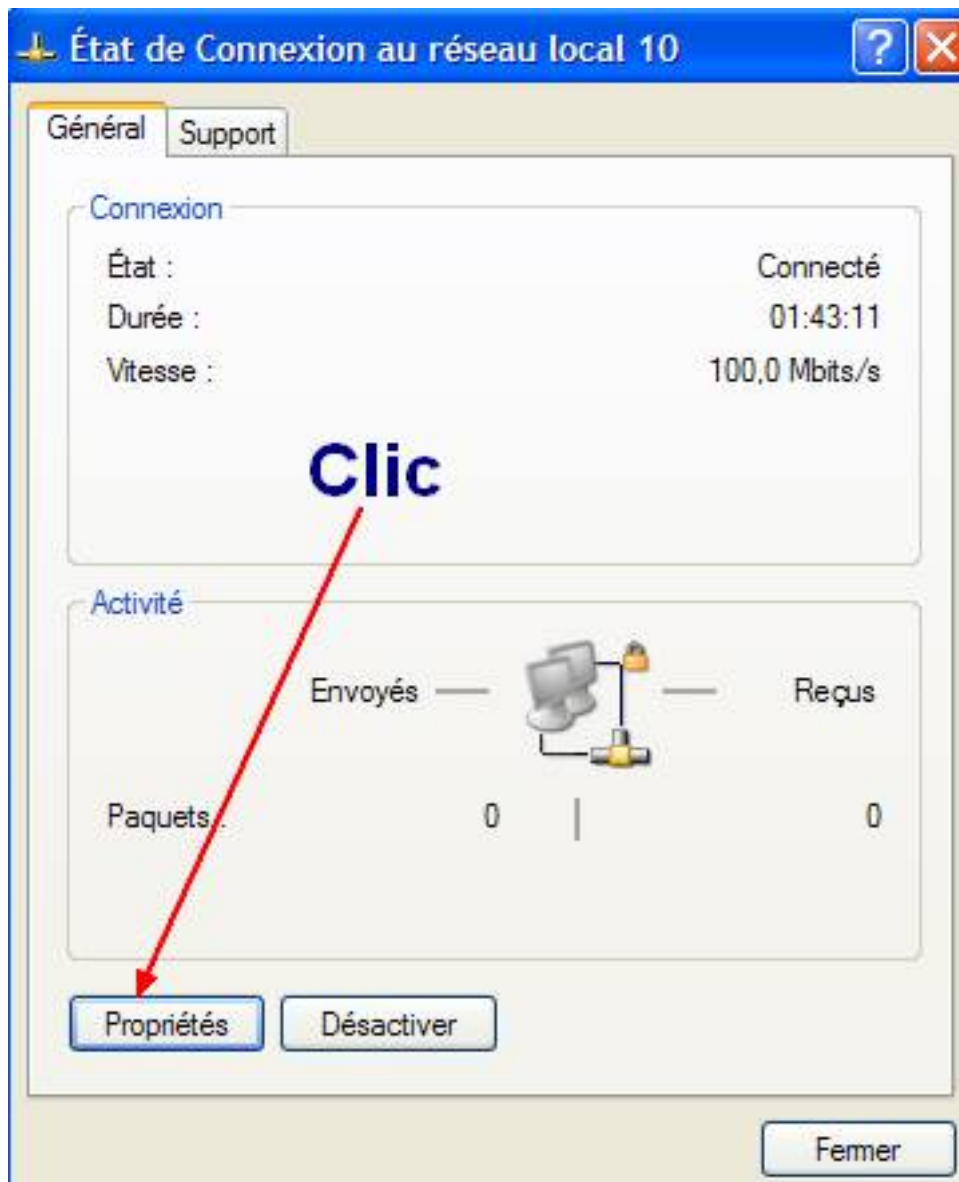 État de Connexion au réseau local 10
Général Support
Connexion
État : Connecté
Durée : 01:43:11
Vitesse : 100,0 Mbits/s
Clic
Activité
Envoyés Reçus
Paquets : 0 0
Propriétés Désactiver
Fermer